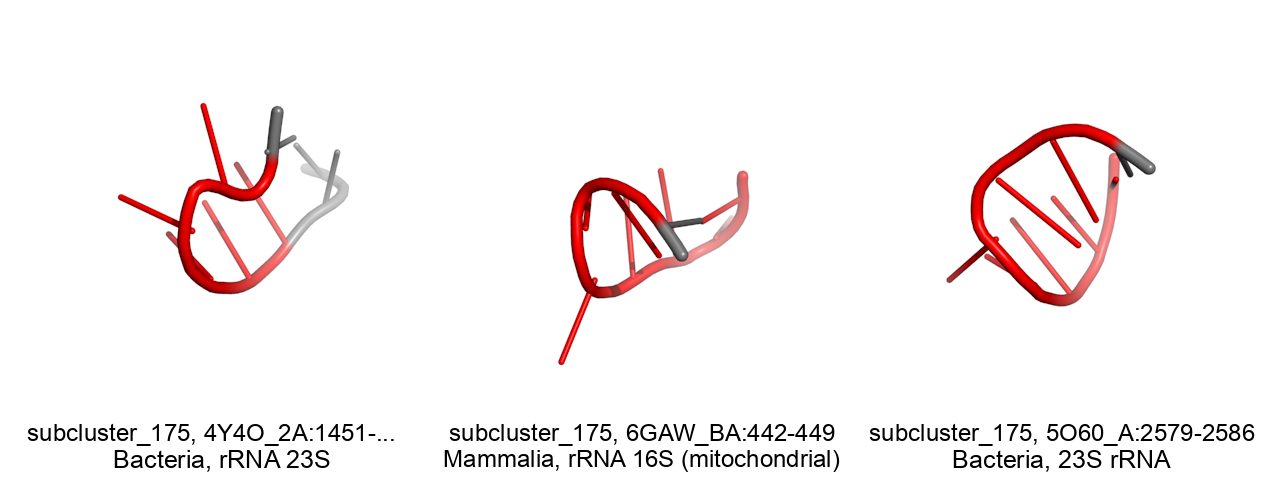 subcluster_175, 4Y4O_2A:1451-...
Bacteria, rRNA 23S
subcluster_175, 6GAW_BA:442-449
Mammalia, rRNA 16S (mitochondrial)
subcluster_175, 5O60_A:2579-2586
Bacteria, 23S rRNA